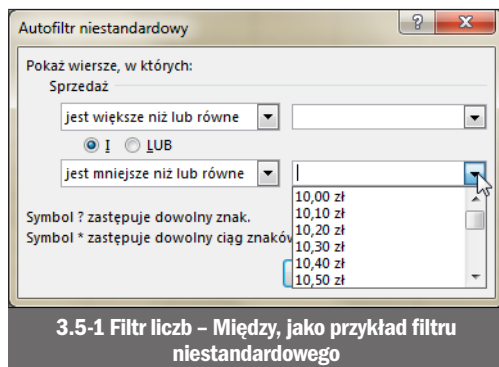 Autofiltr niestandardowy
Pokaż wiersze, w których:
Sprzedaż
jest większe niż lub równe
I LUB
jest mniejsze niż lub równe
10,00 zł
10,10 zł
10,20 zł
10,30 zł
10,40 zł
10,50 zł
Symbol ? zastępuje dowolny znak.
Symbol * zastępuje dowolny ciąg znaków
3.5-1 Filtr liczb – Między, jako przykład filtru
niestandardowego